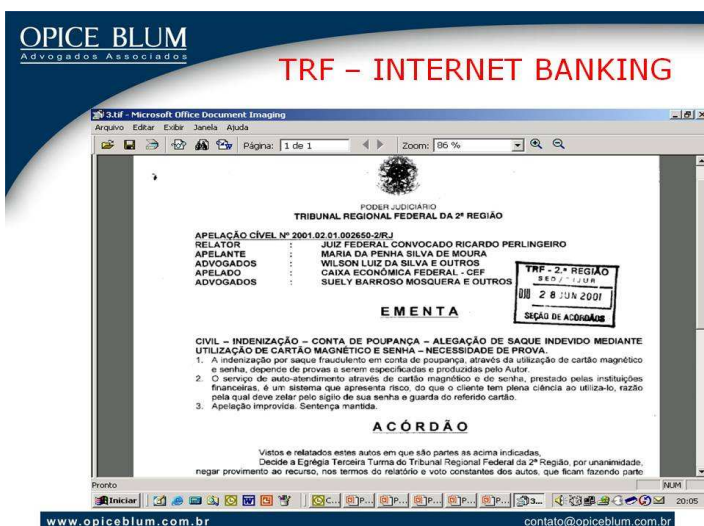 OPICE BLUM
Advogados Associados
TRF – INTERNET BANKING
3.tif - Microsoft Office Document Imaging
Arquivo Editar Exibir Janela Ajuda
Página: 1 de 1 Zoom: 86 %
PODER JUDICIÁRIO
TRIBUNAL REGIONAL FEDERAL DA 2ª REGIÃO
APELAÇÃO CÍVEL Nº 2001.02.01.002650-2/RJ
RELATOR : JUIZ FEDERAL CONVOCADO RICARDO PERLINGEIRO
APELANTE : MARIA DA PENHA SILVA DE MOURA
ADVOGADOS : WILSON LUIZ DA SILVA E OUTROS
APELADO : CAIXA ECONÔMICA FEDERAL - CEF
ADVOGADOS : SUELY BARROSO MOSQUERA E OUTROS
TRF - 2.ª REGIÃO
28 JUN 2001
SEÇÃO DE ACORDÃOS
EMENTA
CIVIL – INDENIZAÇÃO – CONTA DE POUPANÇA – ALEGAÇÃO DE SAQUE INDEVIDO MEDIANTE
UTILIZAÇÃO DE CARTÃO MAGNÉTICO E SENHA – NECESSIDADE DE PROVA.
1. A indenização por saque fraudulento em conta de poupança, através da utilização de cartão magnético
e senha, depende de provas a serem especificadas e produzidas pelo Autor.
2. O serviço de auto-atendimento através de cartão magnético e de senha, prestado pelas instituições
financeiras, é um sistema que apresenta risco, do que o cliente tem plena ciência ao utiliza-lo, razão
pela qual deve zelar pelo sigilo de sua senha e guarda do referido cartão.
3. Apelação improvida. Sentença mantida.
ACÓRDÃO
Vistos e relatados estes autos em que são partes as acima indicadas,
Decide a Egrégia Terceira Turma do Tribunal Regional Federal da 2ª Região, por unanimidade,
negar provimento ao recurso, nos termos do relatório e voto constantes dos autos, que ficam fazendo parte
Pronto NUM
Iniciar C... P... P... P... P... P... 3... 20:05
www.opiceblum.com.br contato@opiceblum.com.br